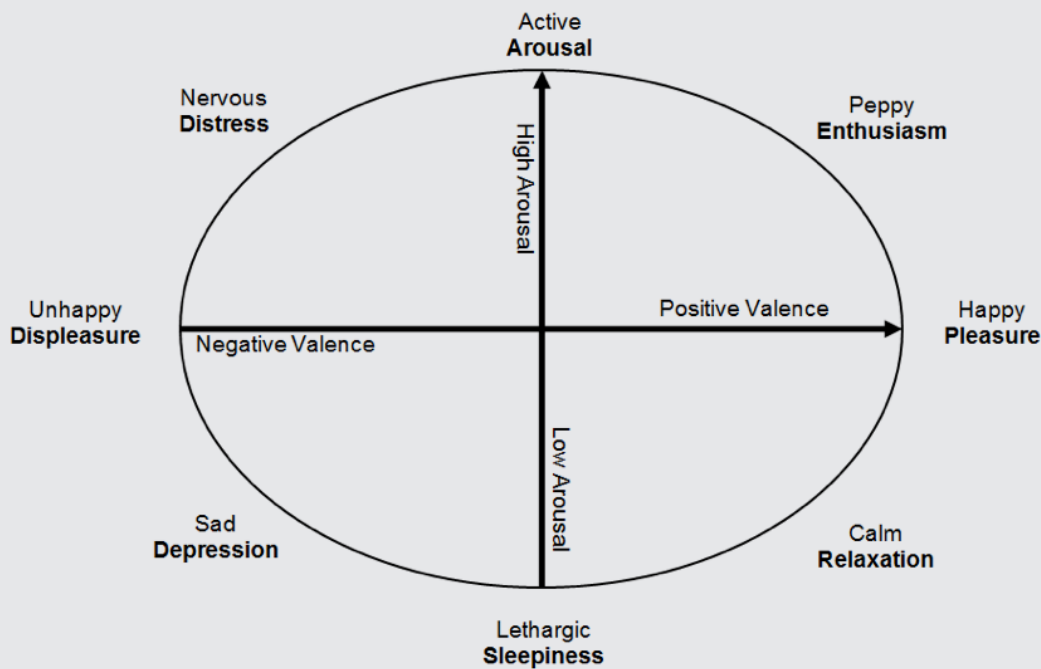 Active
Arousal
Nervous
Distress
Peppy
Enthusiasm
High Arousal
Unhappy
Displeasure
Negative Valence
Positive Valence
Happy
Pleasure
Low Arousal
Sad
Depression
Calm
Relaxation
Lethargic
Sleepiness